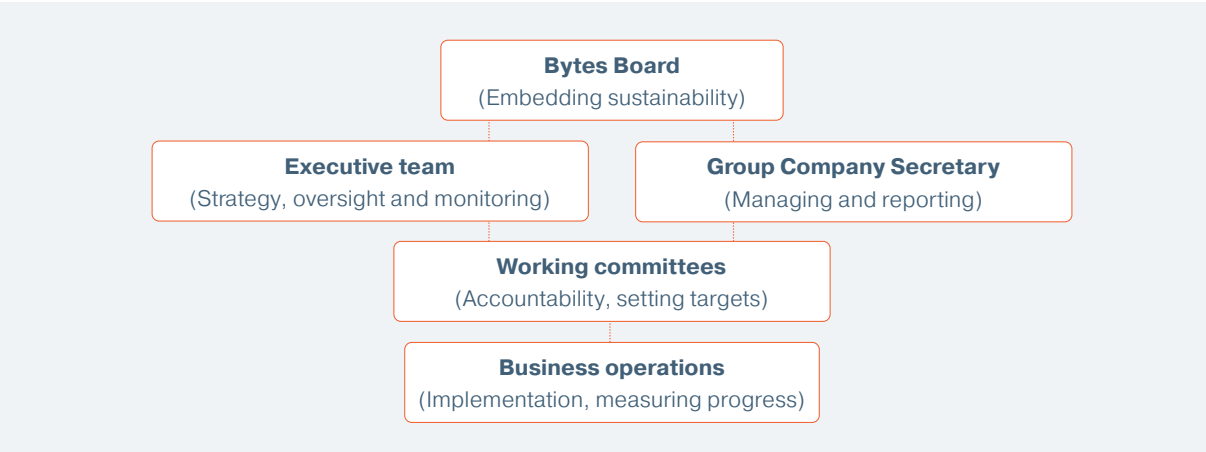 Bytes Board
(Embedding sustainability)
Executive team
(Strategy, oversight and monitoring)
Group Company Secretary
(Managing and reporting)
Working committees
(Accountability, setting targets)
Business operations
(Implementation, measuring progress)